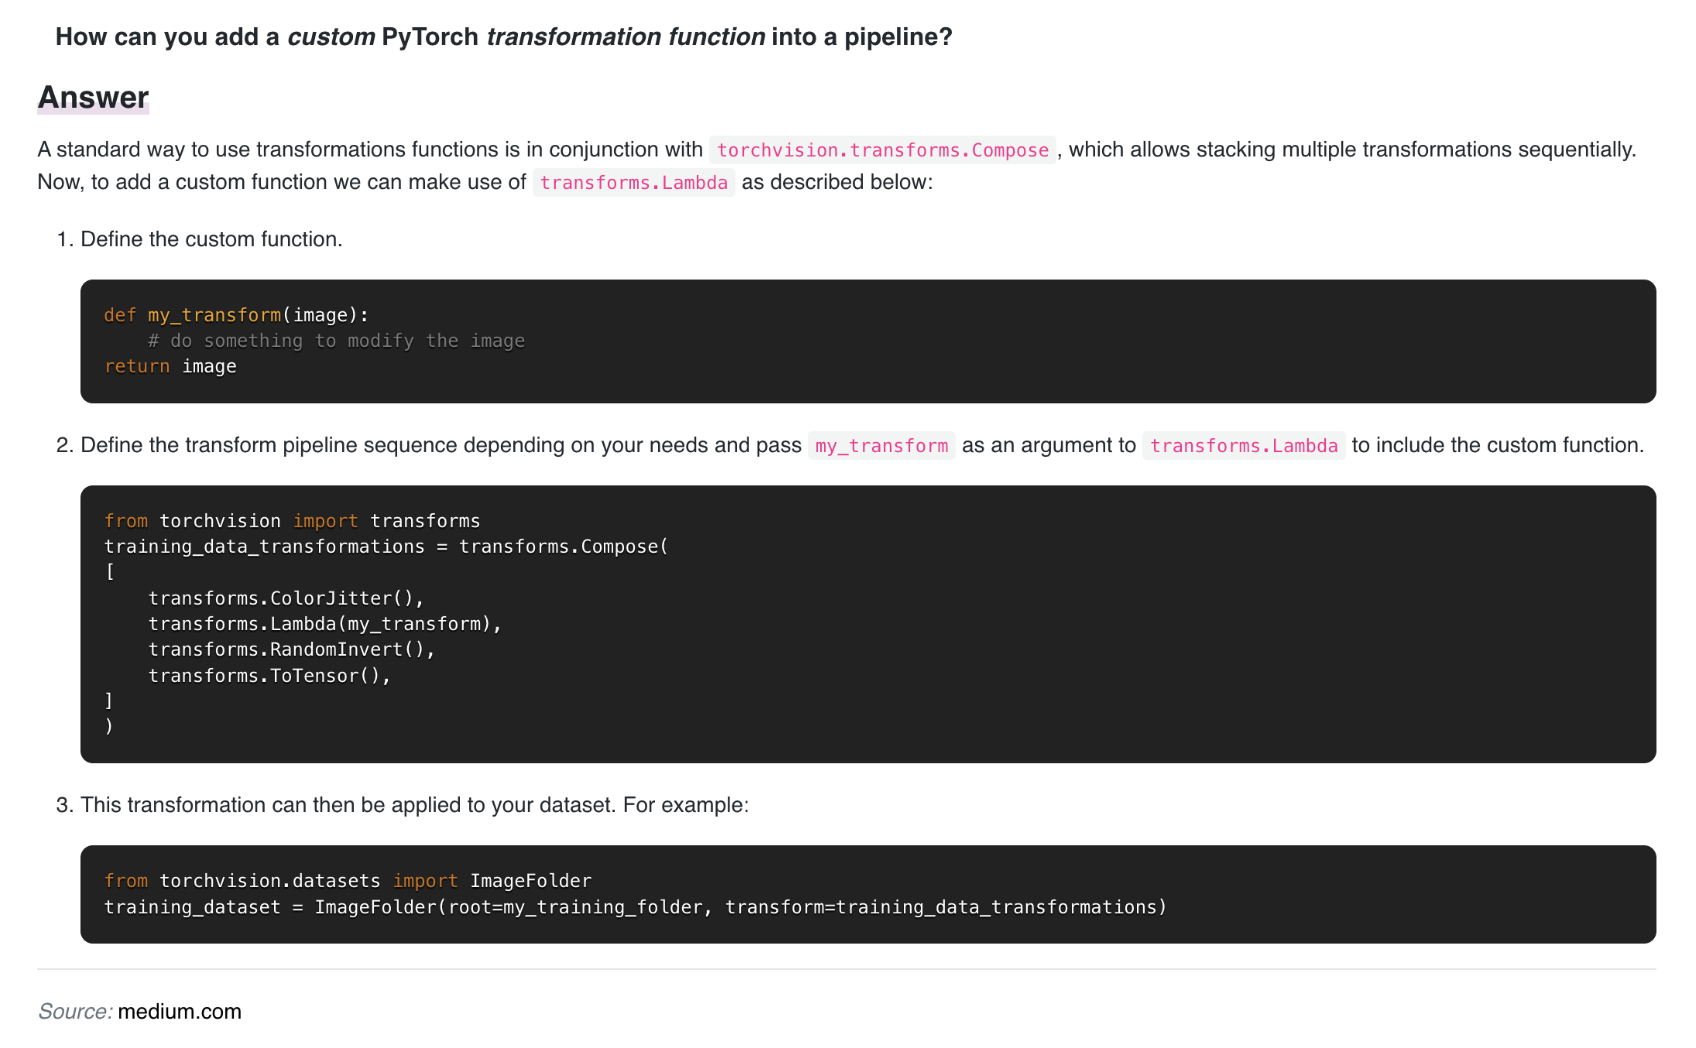 How can you add a custom PyTorch transformation function into a pipeline?
Answer
A standard way to use transformations functions is in conjunction with torchvision.transforms.Compose , which allows stacking multiple transformations sequentially.
Now, to add a custom function we can make use of transforms.Lambda as described below:
1. Define the custom function.
def my_transform(image):
    # do something to modify the image
return image
2. Define the transform pipeline sequence depending on your needs and pass my_transform as an argument to transforms.Lambda to include the custom function.
from torchvision import transforms
training_data_transformations = transforms.Compose(
[
    transforms.ColorJitter(),
    transforms.Lambda(my_transform),
    transforms.RandomInvert(),
    transforms.ToTensor(),
]
)
3. This transformation can then be applied to your dataset. For example:
from torchvision.datasets import ImageFolder
training_dataset = ImageFolder(root=my_training_folder, transform=training_data_transformations)
Source: medium.com